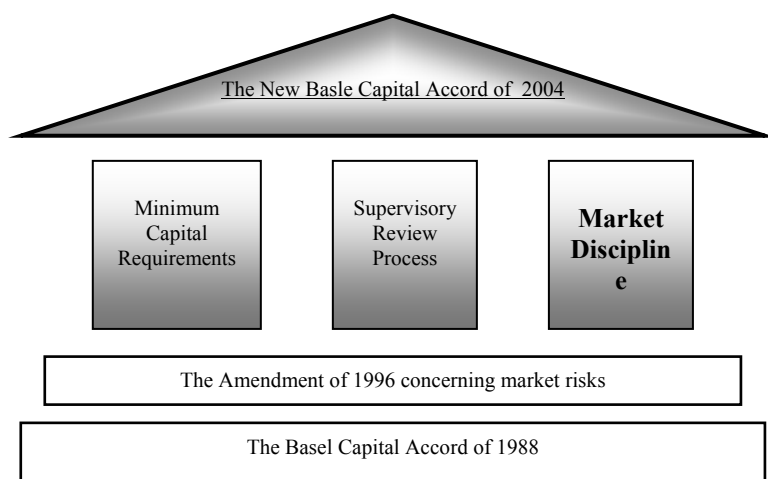 The New Basle Capital Accord of 2004
Minimum
Capital
Requirements
Supervisory
Review
Process
Market
Disciplin
e
The Amendment of 1996 concerning market risks
The Basel Capital Accord of 1988